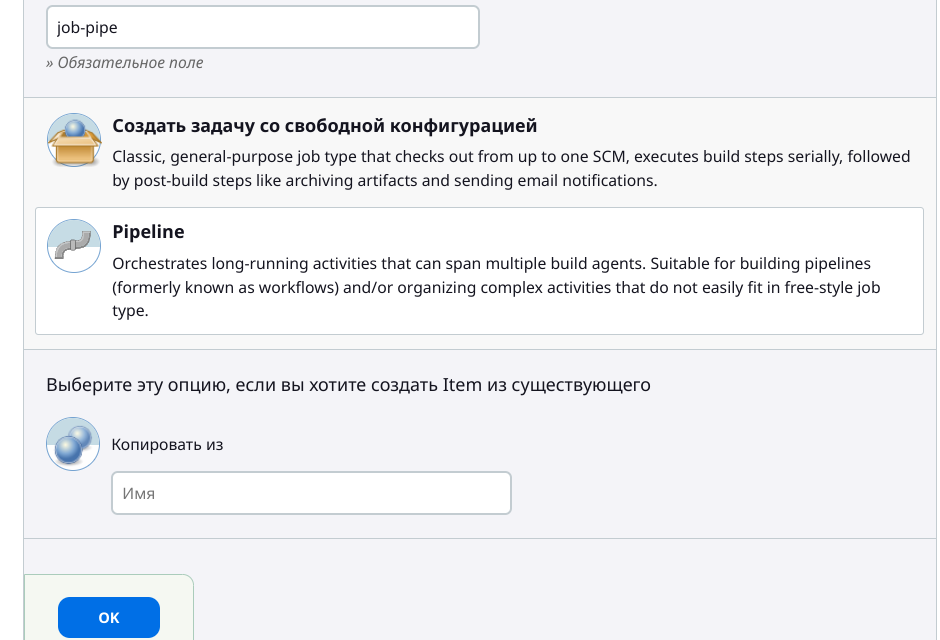 job-pipe
» Обязательное поле
Создать задачу со свободной конфигурацией
Classic, general-purpose job type that checks out from up to one SCM, executes build steps serially, followed
by post-build steps like archiving artifacts and sending email notifications.
Pipeline
Orchestrates long-running activities that can span multiple build agents. Suitable for building pipelines
(formerly known as workflows) and/or organizing complex activities that do not easily fit in free-style job
type.
Выберите эту опцию, если вы хотите создать Item из существующего
Копировать из
Имя
OK